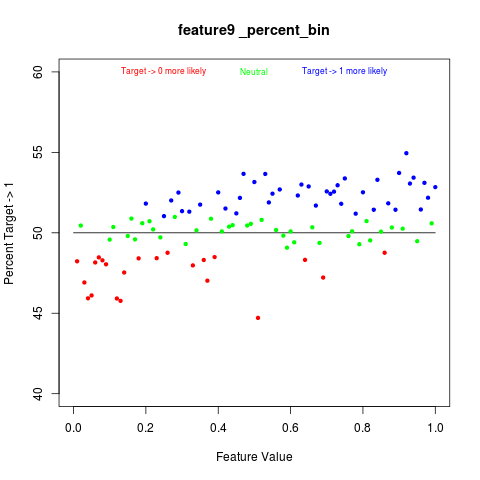 feature9 _percent_bin
Target -> 0 more likely Neutral Target -> 1 more likely
Percent Target -> 1
60
55
50
45
40
0.0 0.2 0.4 0.6 0.8 1.0
Feature Value